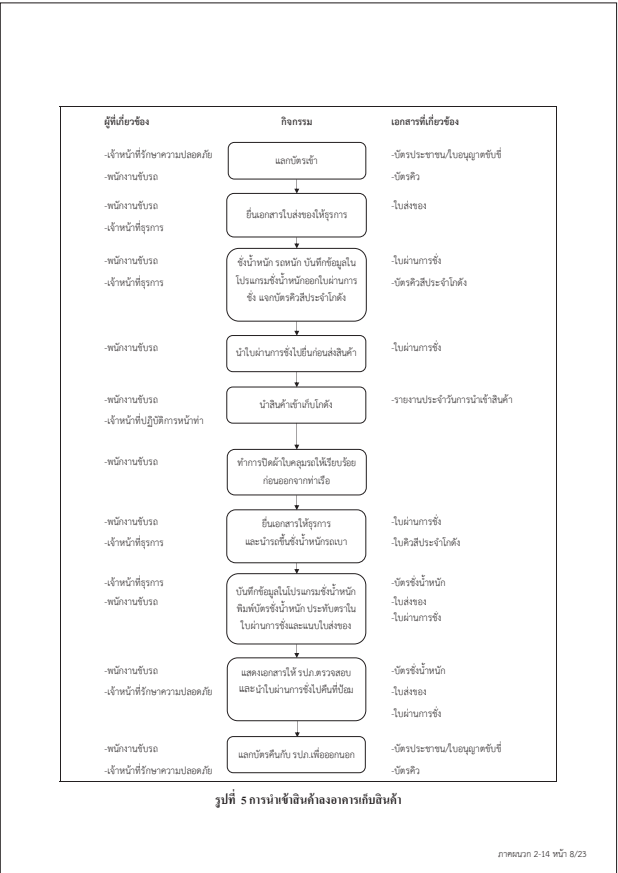 ผู้ที่เกี่ยวข้อง กิจกรรม เอกสารที่เกี่ยวข้อง
-เจ้าหน้าที่รักษาความปลอดภัย
-พนักงานขับรถ
แลกบัตรเข้า
-บัตรประชาชน/ใบอนุญาตขับขี่
-บัตรคิว
-พนักงานขับรถ
-เจ้าหน้าที่ธุรการ
ยื่นเอกสารใบส่งของให้ธุรการ
-ใบส่งของ
-พนักงานขับรถ
-เจ้าหน้าที่ธุรการ
ชั่งน้ำหนัก รถหนัก บันทึกข้อมูลใน
โปรแกรมชั่งน้ำหนักออกใบผ่านการ
ชั่ง แจกบัตรคิวสีประจำโกดัง
-ใบผ่านการชั่ง
-บัตรคิวสีประจำโกดัง
-พนักงานขับรถ
นำใบผ่านการชั่งไปยื่นก่อนส่งสินค้า
-ใบผ่านการชั่ง
-พนักงานขับรถ
-เจ้าหน้าที่ปฏิบัติการหน้าท่า
นำสินค้าเข้าเก็บโกดัง
-รายงานประจำวันการนำเข้าสินค้า
-พนักงานขับรถ
ทำการปิดผ้าใบคลุมรถให้เรียบร้อย
ก่อนออกจากท่าเรือ
-พนักงานขับรถ
-เจ้าหน้าที่ธุรการ
ยื่นเอกสารให้ธุรการ
และนำรถขึ้นชั่งน้ำหนักรถเบา
-ใบผ่านการชั่ง
-ใบคิวสีประจำโกดัง
-เจ้าหน้าที่ธุรการ
-พนักงานขับรถ
บันทึกข้อมูลในโปรแกรมชั่งน้ำหนัก
พิมพ์บัตรชั่งน้ำหนัก ประทับตราใน
ใบผ่านการชั่งและแนบใบส่งของ
-บัตรชั่งน้ำหนัก
-ใบส่งของ
-ใบผ่านการชั่ง
-พนักงานขับรถ
-เจ้าหน้าที่รักษาความปลอดภัย
แสดงเอกสารให้ รปภ.ตรวจสอบ
และนำใบผ่านการชั่งไปคืนที่ป้อม
-บัตรชั่งน้ำหนัก
-ใบส่งของ
-ใบผ่านการชั่ง
-พนักงานขับรถ
-เจ้าหน้าที่รักษาความปลอดภัย
แลกบัตรคืนกับ รปภ.เพื่อออกนอก
-บัตรประชาชน/ใบอนุญาตขับขี่
-บัตรคิว
รูปที่ 5 การนำเข้าสินค้าลงอาคารเก็บสินค้า
ภาคผนวก 2-14 หน้า 8/23